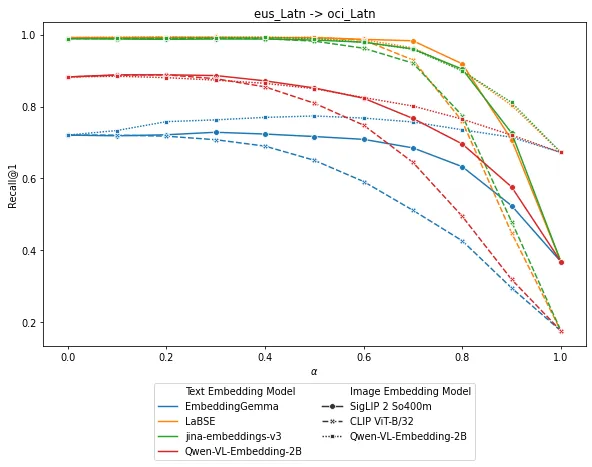 eus_Latn -> oci_Latn
1.0
0.8
0.6
0.4
0.2
Recall@1
0.0 0.2 0.4 0.6 0.8 1.0
α
Text Embedding Model Image Embedding Model
EmbeddingGemma SigLIP 2 So400m
LaBSE CLIP ViT-B/32
jina-embeddings-v3 Qwen-VL-Embedding-2B
Qwen-VL-Embedding-2B